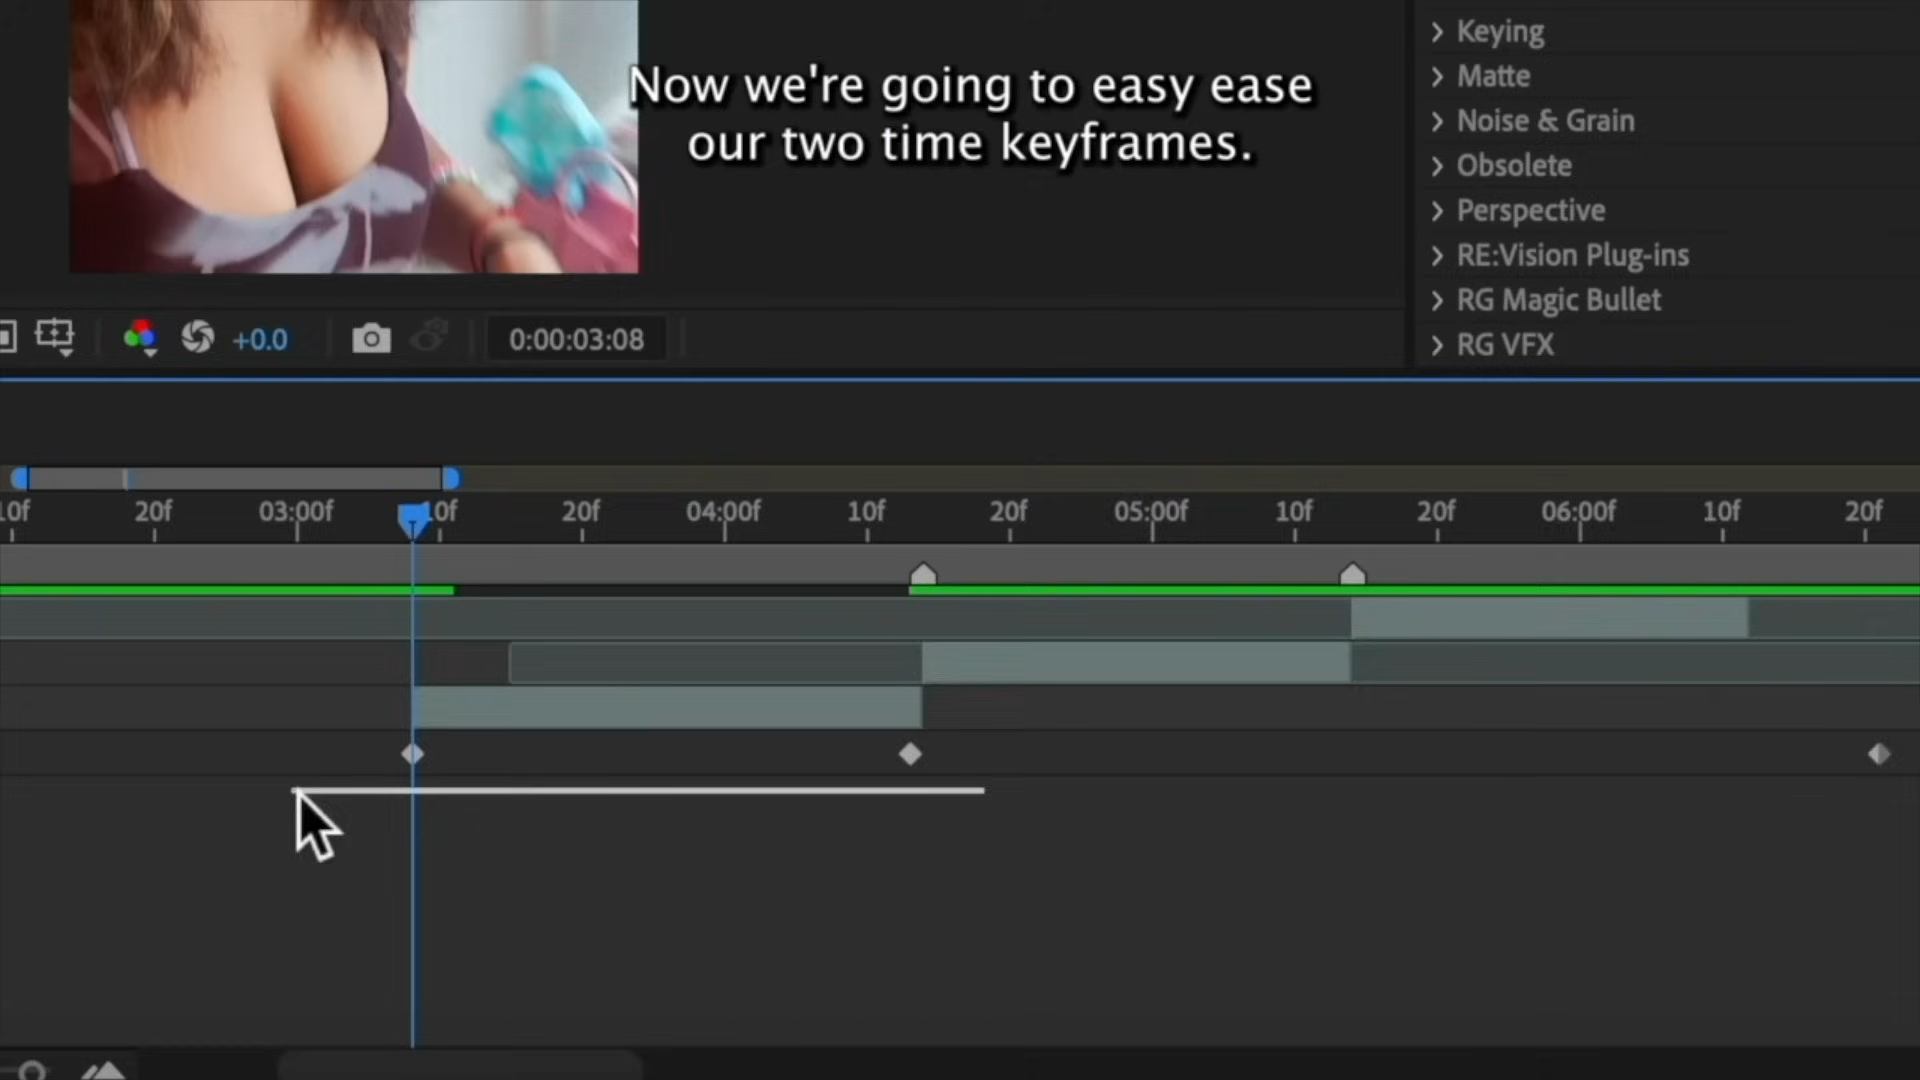 Keying
Matte
Now we're going to easy ease
our two time keyframes.
Noise & Grain
Obsolete
Perspective
RE:Vision Plug-ins
RG Magic Bullet
+0.0
0:00:03:08
RG VFX
10f 20f 03:00f 10f 20f 04:00f 10f 20f 05:00f 10f 20f 06:00f 10f 20f